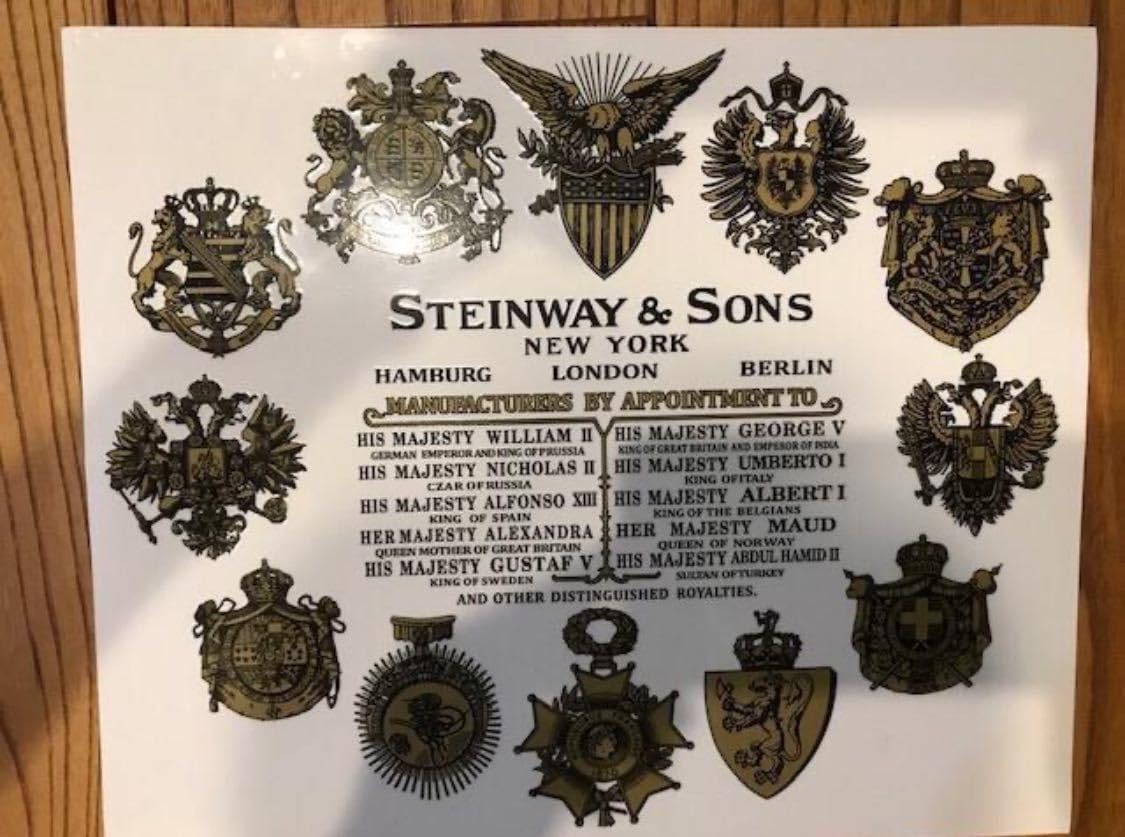 STEINWAY & SONS
NEW YORK
HAMBURG LONDON BERLIN
MANUFACTURERS BY APPOINTMENT TO
HIS MAJESTY WILLIAM II
GERMAN EMPEROR AND KING OF PRUSSIA
HIS MAJESTY NICHOLAS II
CZAR OF RUSSIA
HIS MAJESTY ALFONSO XIII
KING OF SPAIN
HER MAJESTY ALEXANDRA
QUEEN MOTHER OF GREAT BRITAIN
HIS MAJESTY GUSTAF V
KING OF SWEDEN
HIS MAJESTY GEORGE V
KING OF GREAT BRITAIN AND EMPEROR OF INDIA
HIS MAJESTY UMBERTO I
KING OF ITALY
HIS MAJESTY ALBERT I
KING OF THE BELGIANS
HER MAJESTY MAUD
QUEEN OF NORWAY
HIS MAJESTY ABDUL HAMID II
SULTAN OF TURKEY
AND OTHER DISTINGUISHED ROYALTIES.